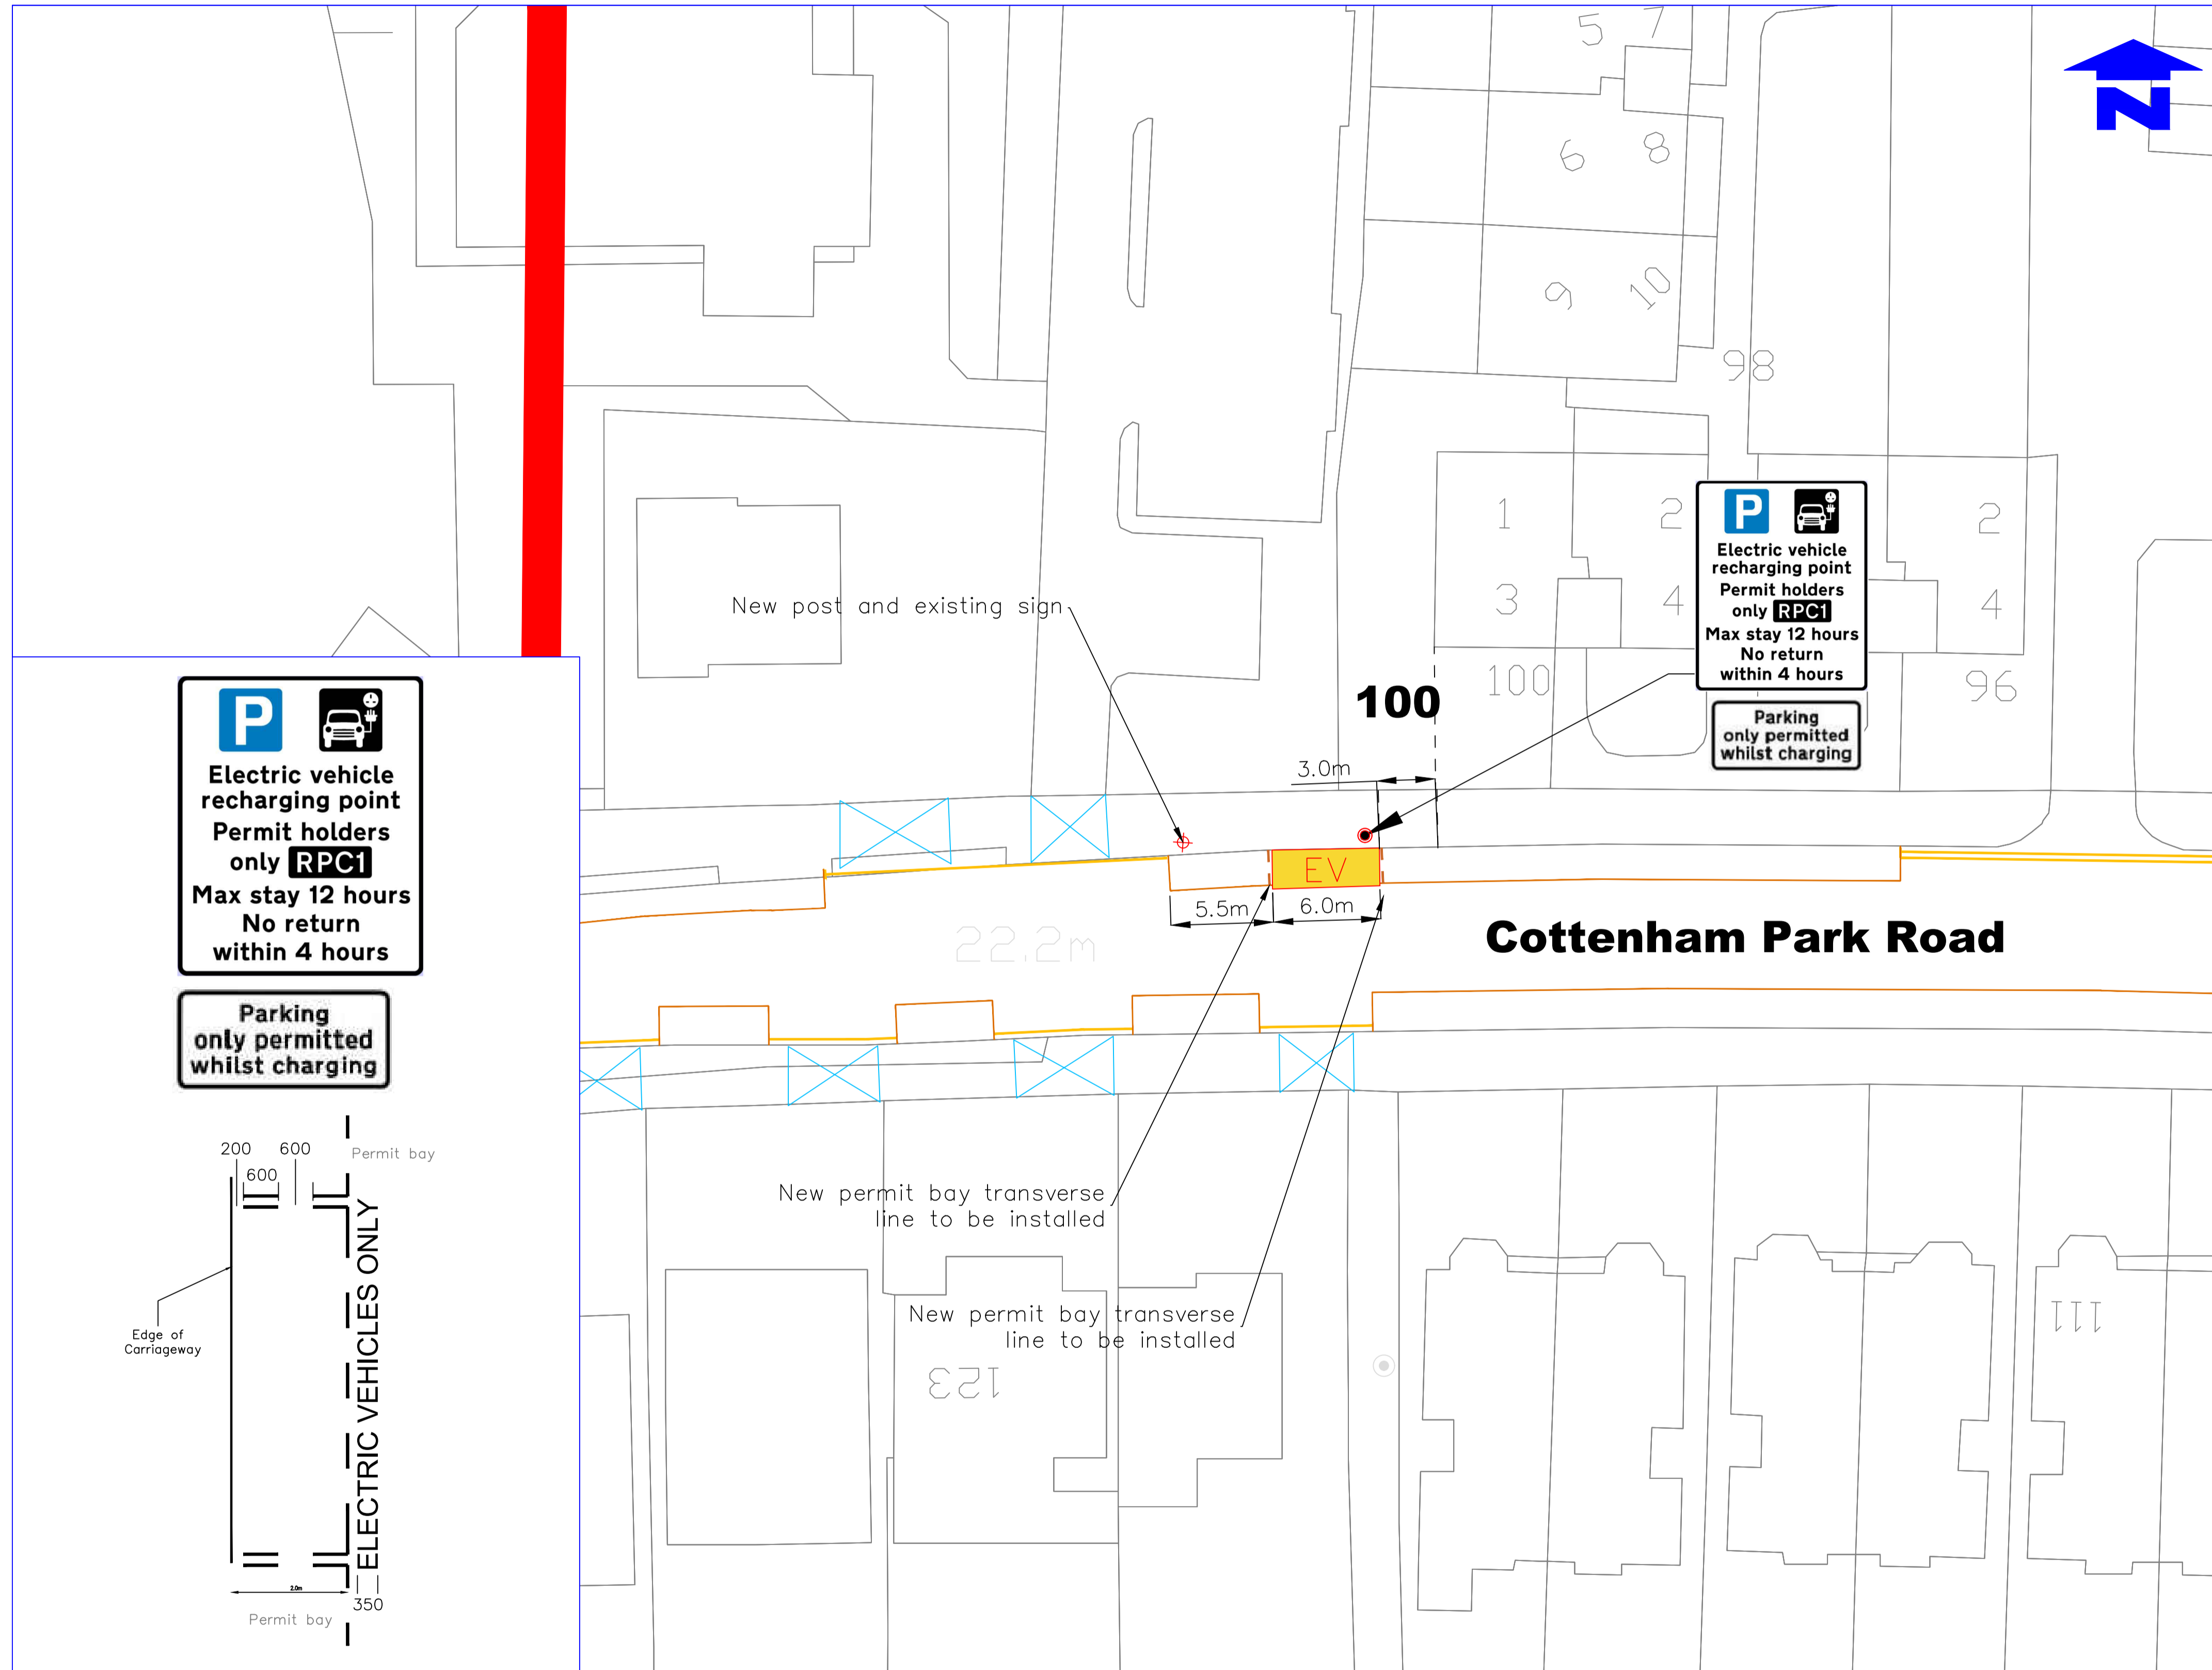 5 7
6 8
9 10
98
N
1 2
3 4
100
2
4
96
P
Electric vehicle
recharging point
Permit holders
only RPC1
Max stay 12 hours
No return
within 4 hours
Parking
only permitted
whilst charging
New post and existing sign
100
3.0m
EV
5.5m
6.0m
22.2m
Cottenham Park Road
New permit bay transverse
line to be installed
New permit bay transverse
line to be installed
123
111
P
Electric vehicle
recharging point
Permit holders
only RPC1
Max stay 12 hours
No return
within 4 hours
Parking
only permitted
whilst charging
200 600
600
Permit bay
ELECTRIC VEHICLES ONLY
Edge of
Carriageway
2.0m
350
Permit bay